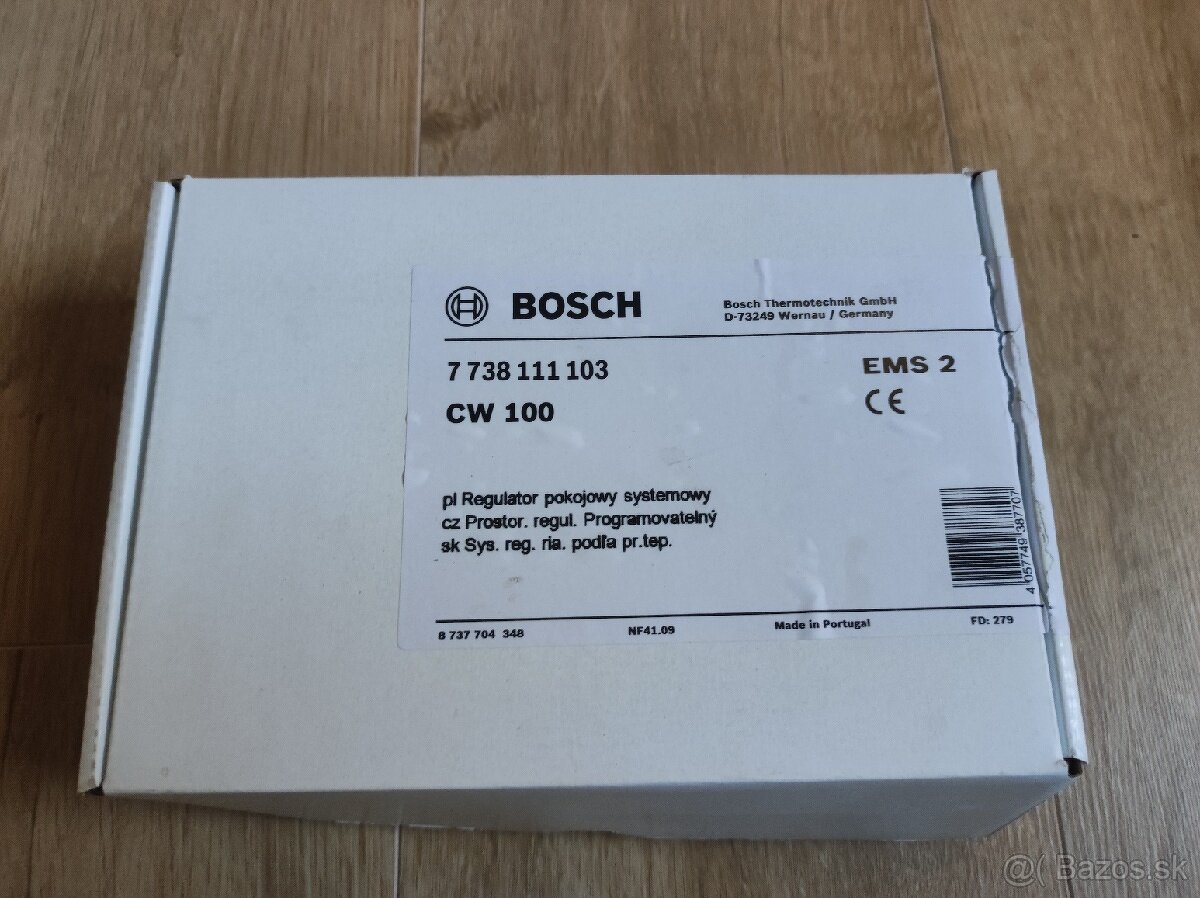 BOSCH
Bosch Thermotechnik GmbH
D-73249 Wernau / Germany
7 738 111 103
EMS 2
CW 100
CE
pl Regulator pokojowy systemowy
cz Prostor. regul. Programovatelný
sk Sys. reg. ria. podľa pr.tep.
4 057749 387707
8 737 704 348
NF41.09
Made in Portugal
FD: 279
@( Bazos.sk